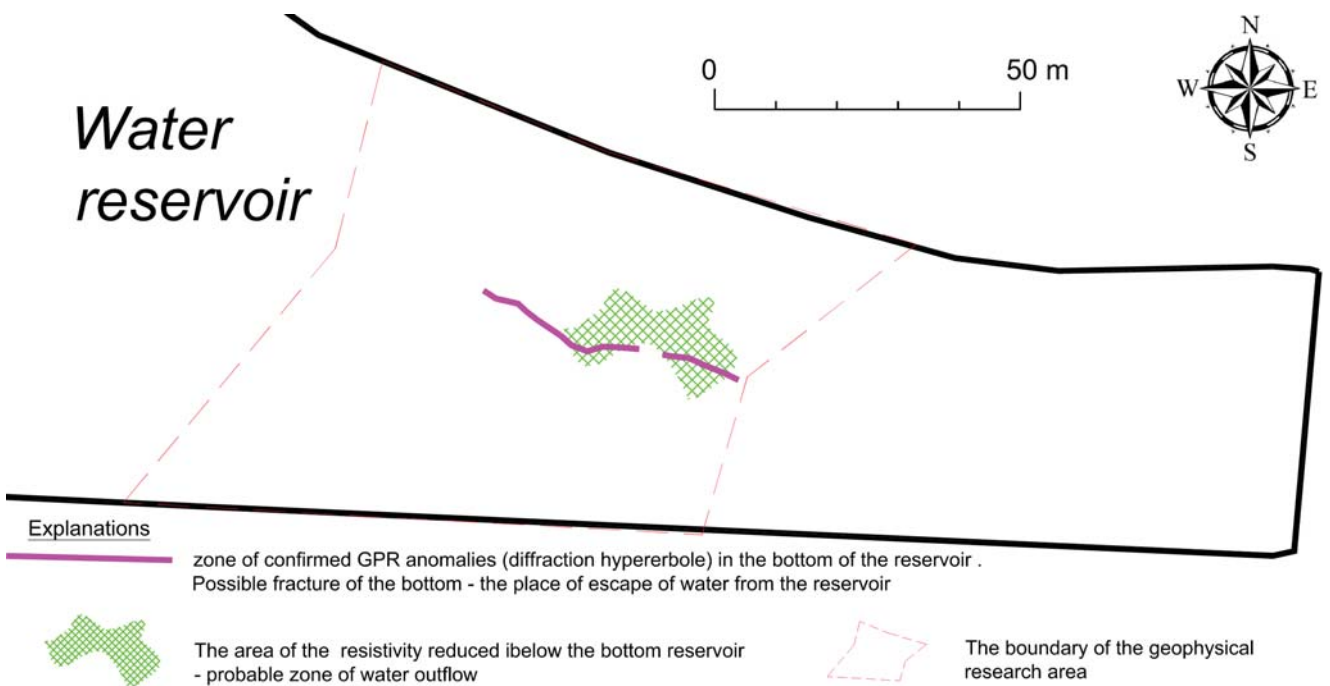 N
0 50 m
W E
S
Water
reservoir
Explanations
zone of confirmed GPR anomalies (diffraction hypererbole) in the bottom of the reservoir .
Possible fracture of the bottom - the place of escape of water from the reservoir
The area of the resistivity reduced ibelow the bottom reservoir
- probable zone of water outflow
The boundary of the geophysical
research area